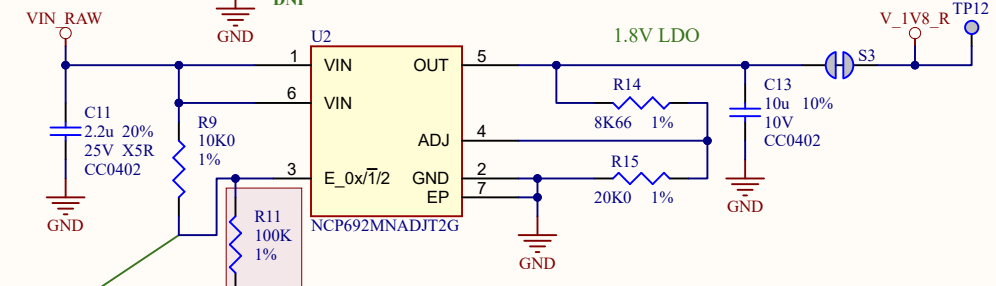 DNI
VIN_RAW
GND
U2
1.8V LDO
V_1V8_R
TP12
1
VIN
OUT
5
S3
6
VIN
R14
8K66 1%
C13
10u 10%
10V
CC0402
C11
2.2u 20%
25V X5R
CC0402
R9
10K0
1%
ADJ
4
3
E_0x/1/2
GND
2
EP
7
R15
20K0 1%
GND
GND
R11
100K
1%
NCP692MNADJT2G
GND